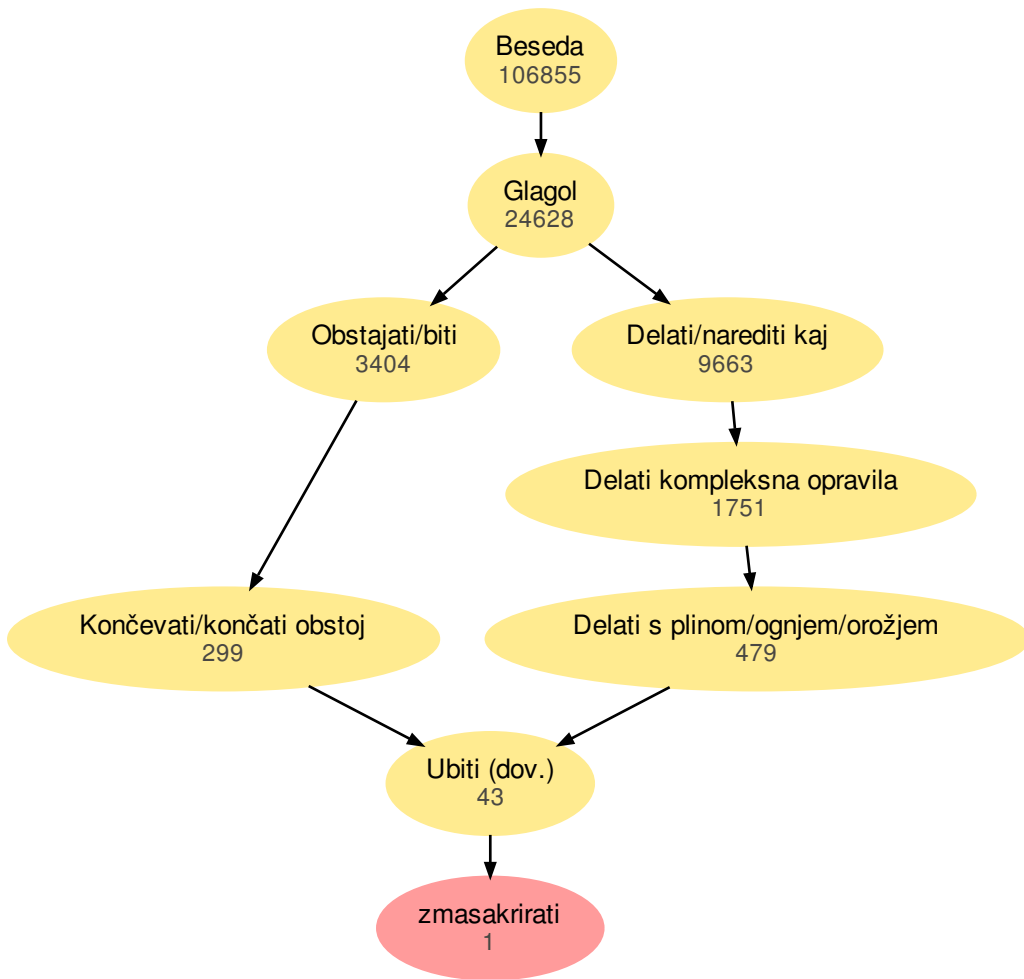 Beseda
106855
Glagol
24628
Obstajati/biti
3404
Delati/narediti kaj
9663
Delati kompleksna opravila
1751
Končevati/končati obstoj
299
Delati s plinom/ognjem/orožjem
479
Ubiti (dov.)
43
zmasakrirati
1